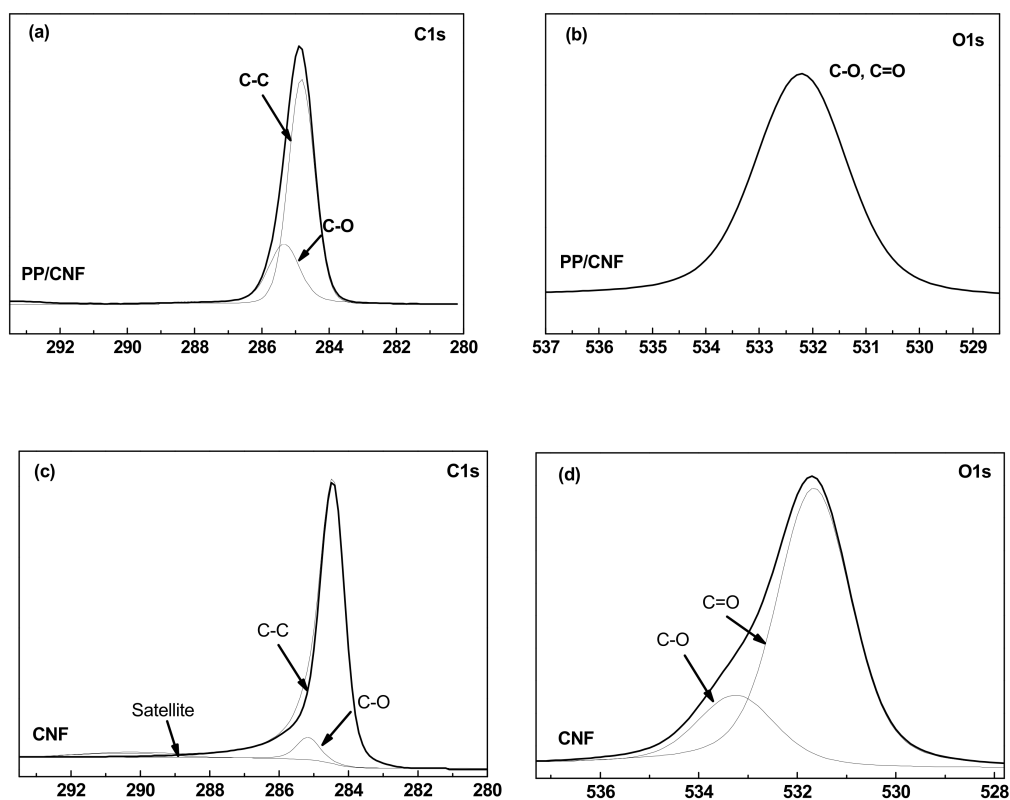 (a)
C1s
C-C
C-O
PP/CNF
292 290 288 286 284 282 280
(b)
O1s
C-O, C=O
PP/CNF
537 536 535 534 533 532 531 530 529
(c)
C1s
C-C
C-O
Satellite
CNF
292 290 288 286 284 282 280
(d)
O1s
C=O
C-O
CNF
536 534 532 530 528